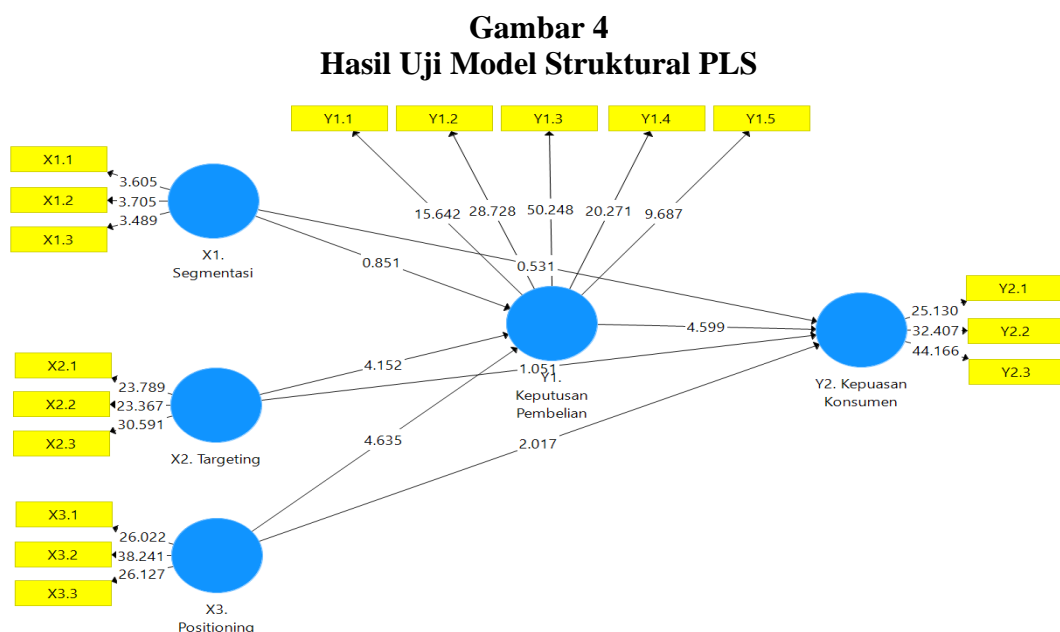 Gambar 4
Hasil Uji Model Struktural PLS
Y1.1 Y1.2 Y1.3 Y1.4 Y1.5
X1.1
X1.2
X1.3
3.605
3.705
3.489
X1.
Segmentasi
15.642 28.728 50.248 20.271 9.687
0.851
0.531
Y2.1
Y2.2
Y2.3
25.130
32.407
44.166
4.599
X2.1
X2.2
X2.3
23.789
23.367
30.591
X2. Targeting
4.152
1.051
Y1.
Keputusan
Pembelian
Y2. Kepuasan
Konsumen
4.635
2.017
X3.1
X3.2
X3.3
26.022
38.241
26.127
X3.
Positioning